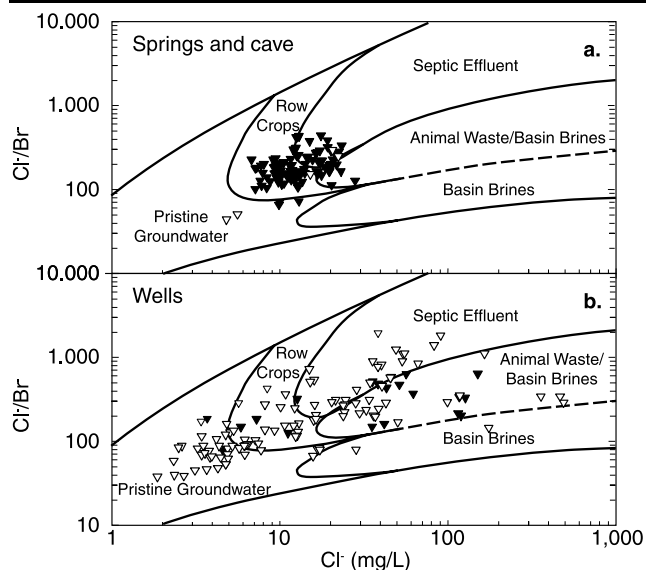 10.000
Springs and cave
a.
Septic Effluent
Row
Crops
1.000
Cl⁻/Br⁻
Animal Waste/Basin Brines
100
Basin Brines
Pristine
Groundwater
10.000
Wells
b.
Septic Effluent
Row
Crops
1.000
Animal Waste/
Basin Brines
Cl⁻/Br⁻
100
Basin Brines
Pristine Groundwater
10
1
10
100
1,000
Cl⁻ (mg/L)